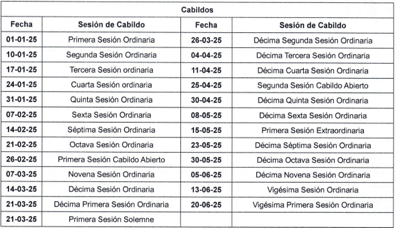 Cabildos
Fecha Sesión de Cabildo Fecha Sesión de Cabildo
01-01-25 Primera Sesión Ordinaria 26-03-25 Décima Segunda Sesión Ordinaria
10-01-25 Segunda Sesión Ordinaria 04-04-25 Décima Tercera Sesión Ordinaria
17-01-25 Tercera Sesión ordinaria 11-04-25 Décima Cuarta Sesión Ordinaria
24-01-25 Cuarta Sesión ordinaria 25-04-25 Segunda Sesión Cabildo Abierto
31-01-25 Quinta Sesión Ordinaria 30-04-25 Décima Quinta Sesión Ordinaria
07-02-25 Sexta Sesión Ordinaria 08-05-25 Décima Sexta Sesión Ordinaria
14-02-25 Séptima Sesión Ordinaria 15-05-25 Primera Sesión Extraordinaria
21-02-25 Octava Sesión Ordinaria 23-05-25 Décima Séptima Sesión Ordinaria
26-02-25 Primera Sesión Cabildo Abierto 30-05-25 Décima Octava Sesión Ordinaria
07-03-25 Novena Sesión Ordinaria 05-06-25 Décima Novena Sesión Ordinaria
14-03-25 Décima Sesión Ordinaria 13-06-25 Vigésima Sesión Ordinaria
21-03-25 Décima Primera Sesión Ordinaria 20-06-25 Vigésima Primera Sesión Ordinaria
21-03-25 Primera Sesión Solemne